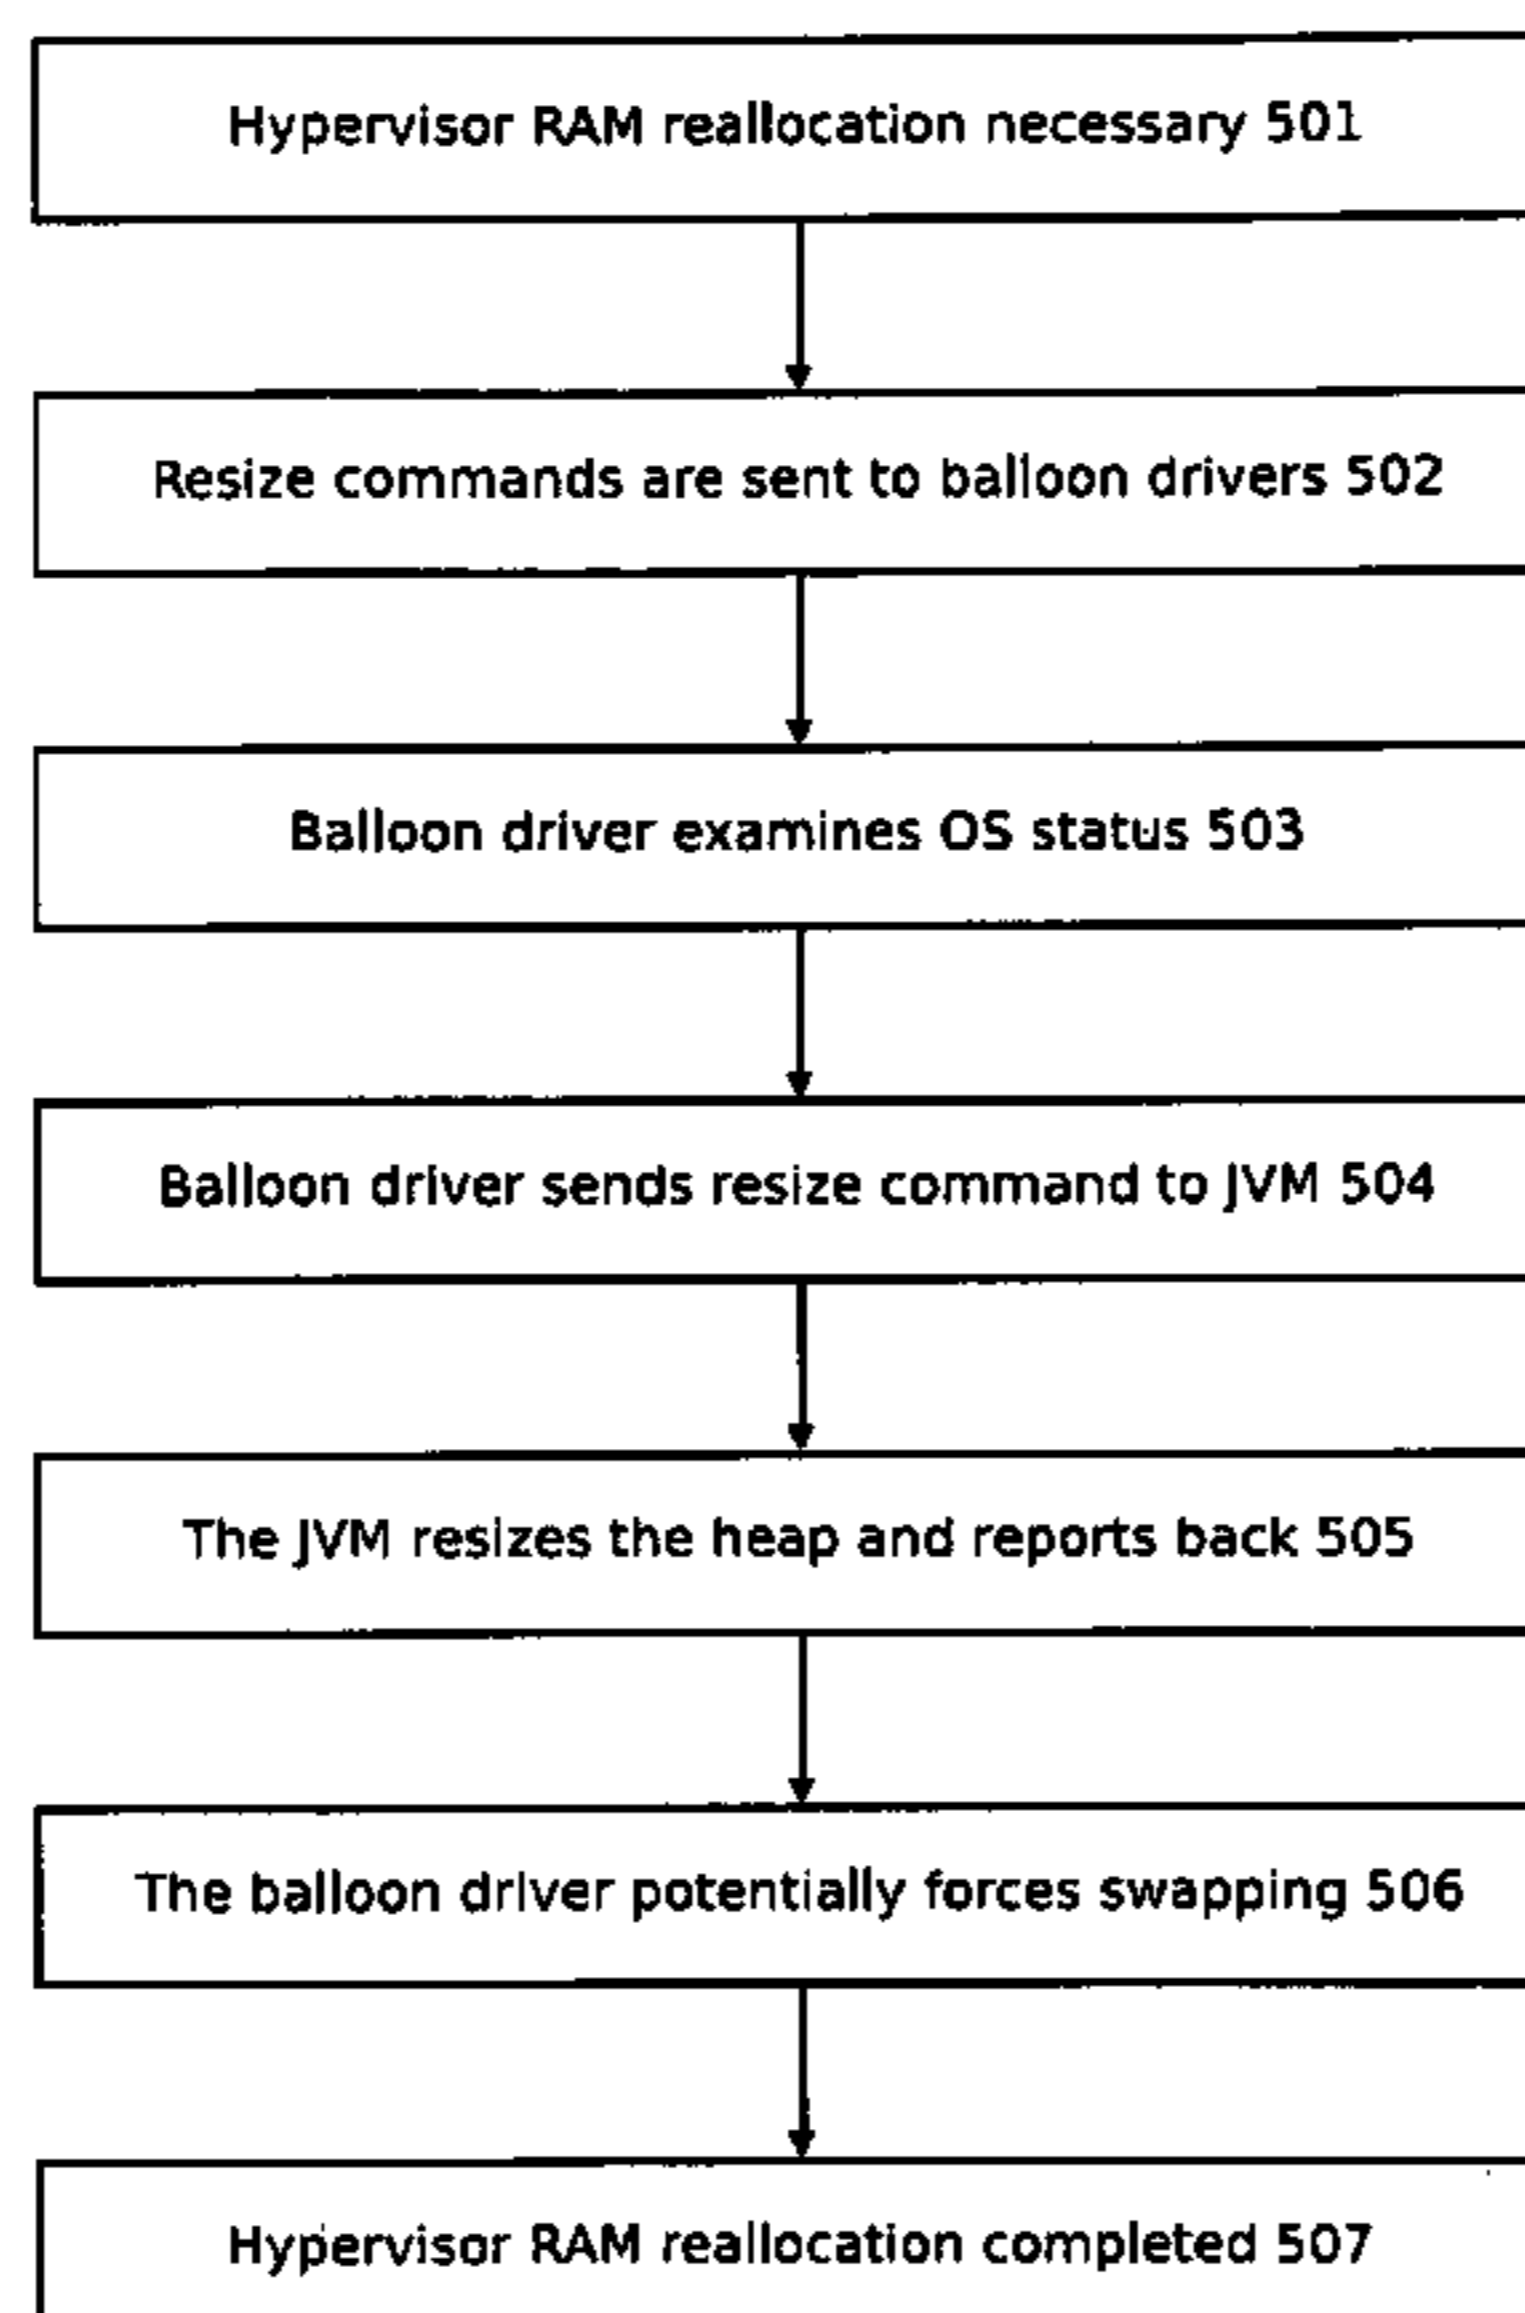 Hypervisor RAM reallocation necessary 501
Resize commands are sent to balloon drivers 502
Balloon driver examines OS status 503
Balloon driver sends resize command to JVM 504
The JVM resizes the heap and reports back 505
The balloon driver potentially forces swapping 506
Hypervisor RAM reallocation completed 507